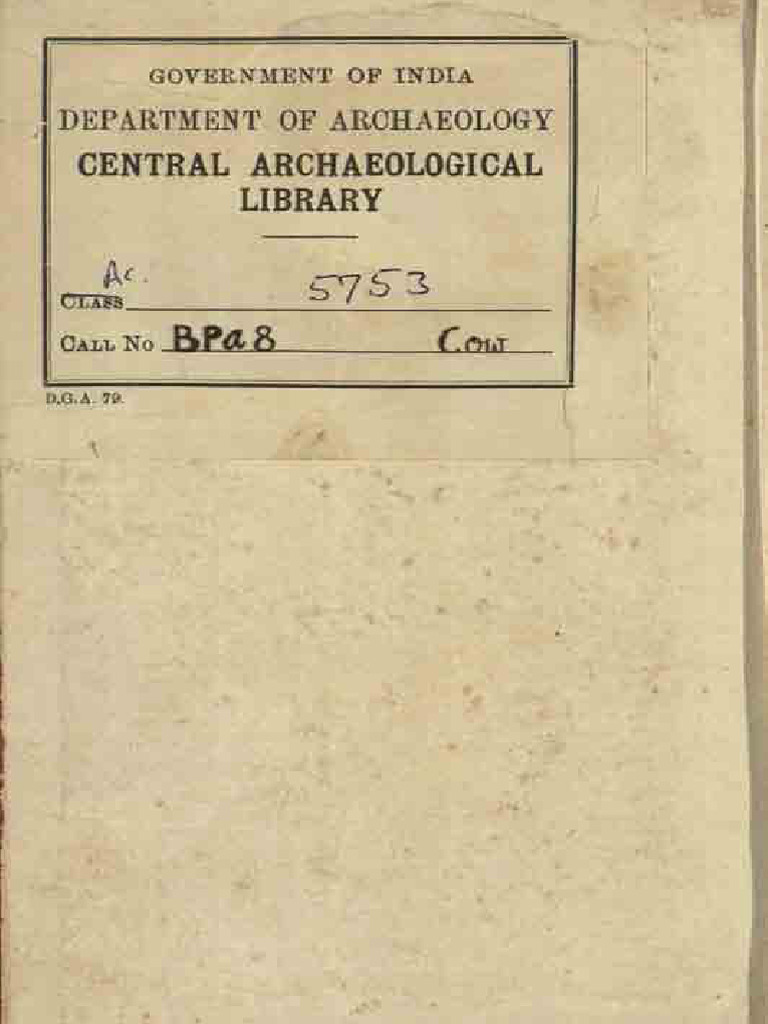 GOVERNMENT OF INDIA
DEPARTMENT OF ARCHAEOLOGY
CENTRAL ARCHAEOLOGICAL
LIBRARY
Ac.
CLASS 5753
CALL No BPa8 Cow
D.G.A. 79.